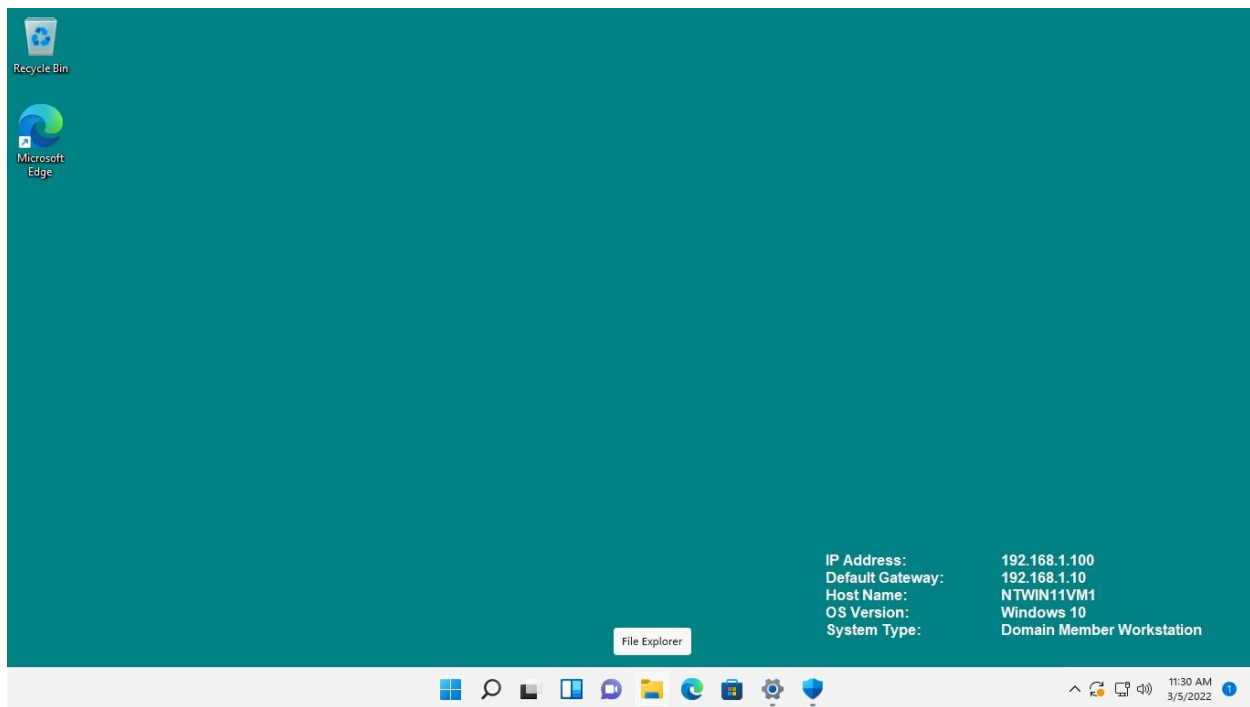 Recycle Bin
Microsoft
Edge
IP Address: 192.168.1.100
Default Gateway: 192.168.1.10
Host Name: NTWIN11VM1
OS Version: Windows 10
System Type: Domain Member Workstation
File Explorer
11:30 AM
3/5/2022
1